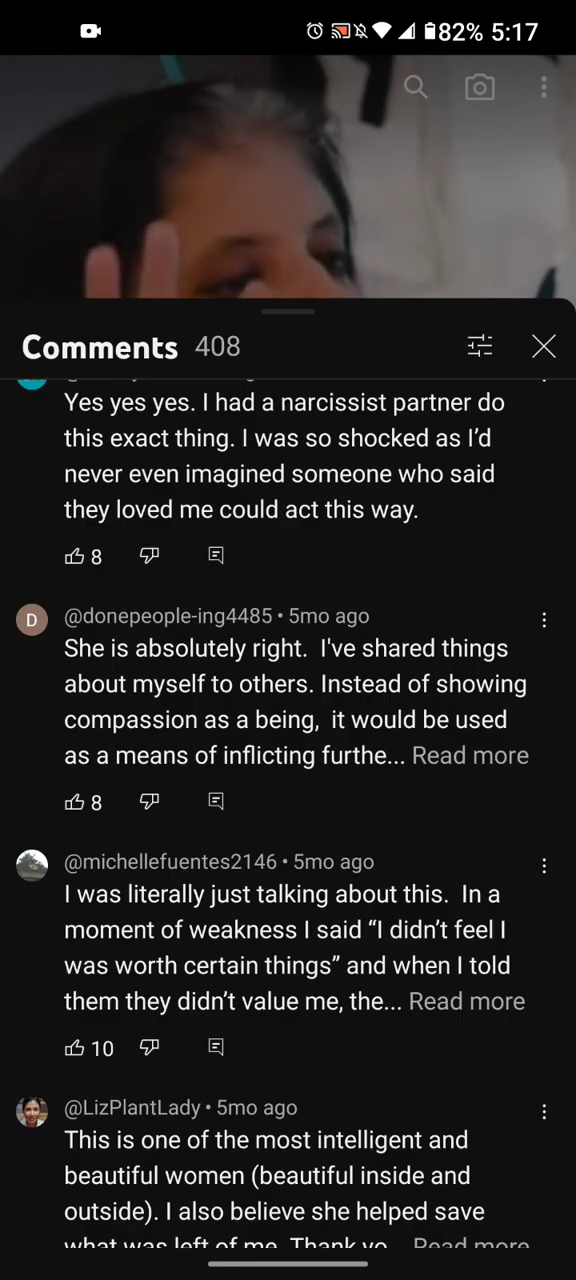 82% 5:17
Comments 408
Yes yes yes. I had a narcissist partner do
this exact thing. I was so shocked as I’d
never even imagined someone who said
they loved me could act this way.
8
D
@donepeople-ing4485 • 5mo ago
She is absolutely right.  I've shared things
about myself to others. Instead of showing
compassion as a being,  it would be used
as a means of inflicting furthe... Read more
8
@michellefuentes2146 • 5mo ago
I was literally just talking about this.  In a
moment of weakness I said “I didn’t feel I
was worth certain things” and when I told
them they didn’t value me, the... Read more
10
@LizPlantLady • 5mo ago
This is one of the most intelligent and
beautiful women (beautiful inside and
outside). I also believe she helped save
what was left of me. Thank yo... Read more